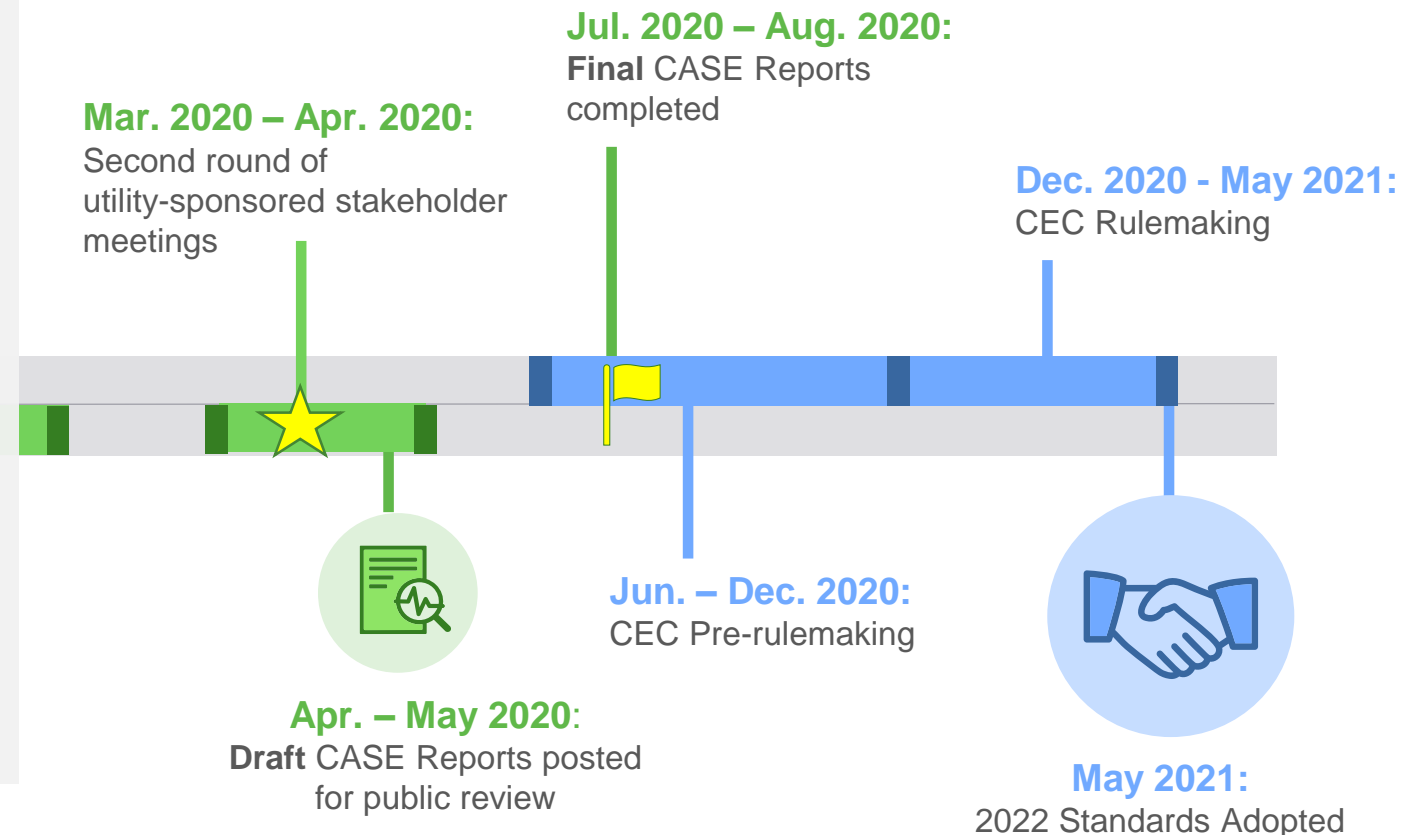 Jul. 2020 – Aug. 2020:
Final CASE Reports
completed
Mar. 2020 – Apr. 2020:
Second round of
utility-sponsored stakeholder
meetings
Dec. 2020 - May 2021:
CEC Rulemaking
Jun. – Dec. 2020:
CEC Pre-rulemaking
Apr. – May 2020:
Draft CASE Reports posted
for public review
May 2021:
2022 Standards Adopted